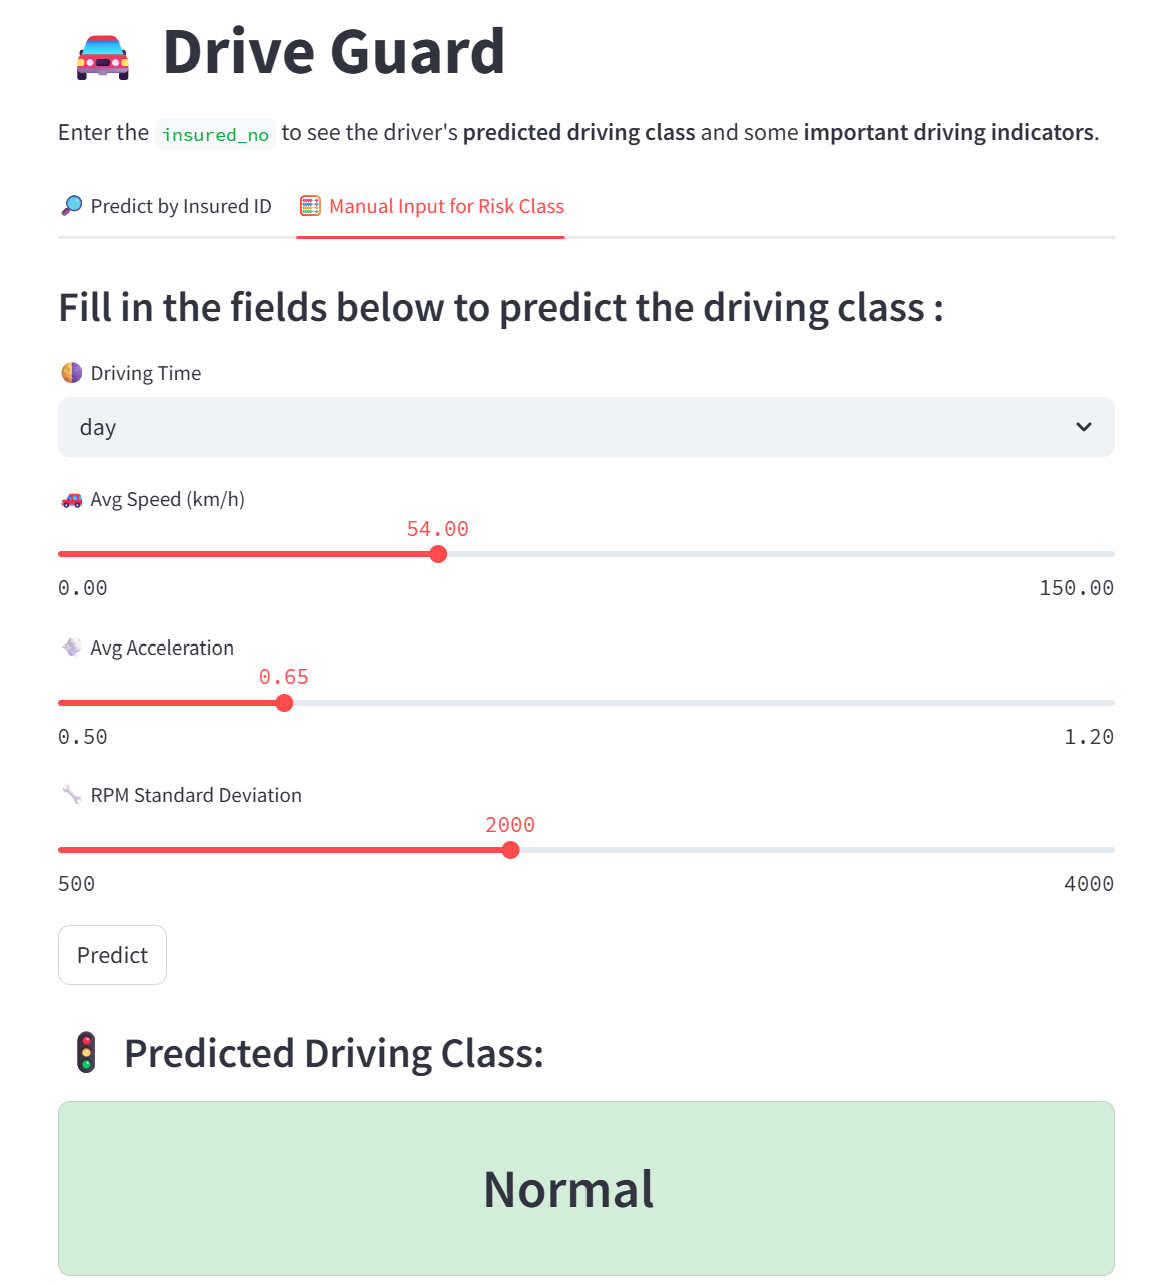 Drive Guard
Enter the insured_no to see the driver's predicted driving class and some important driving indicators.
Predict by Insured ID Manual Input for Risk Class
Fill in the fields below to predict the driving class :
Driving Time
day
Avg Speed (km/h)
54.00
0.00 150.00
Avg Acceleration
0.65
0.50 1.20
RPM Standard Deviation
2000
500 4000
Predict
Predicted Driving Class:
Normal